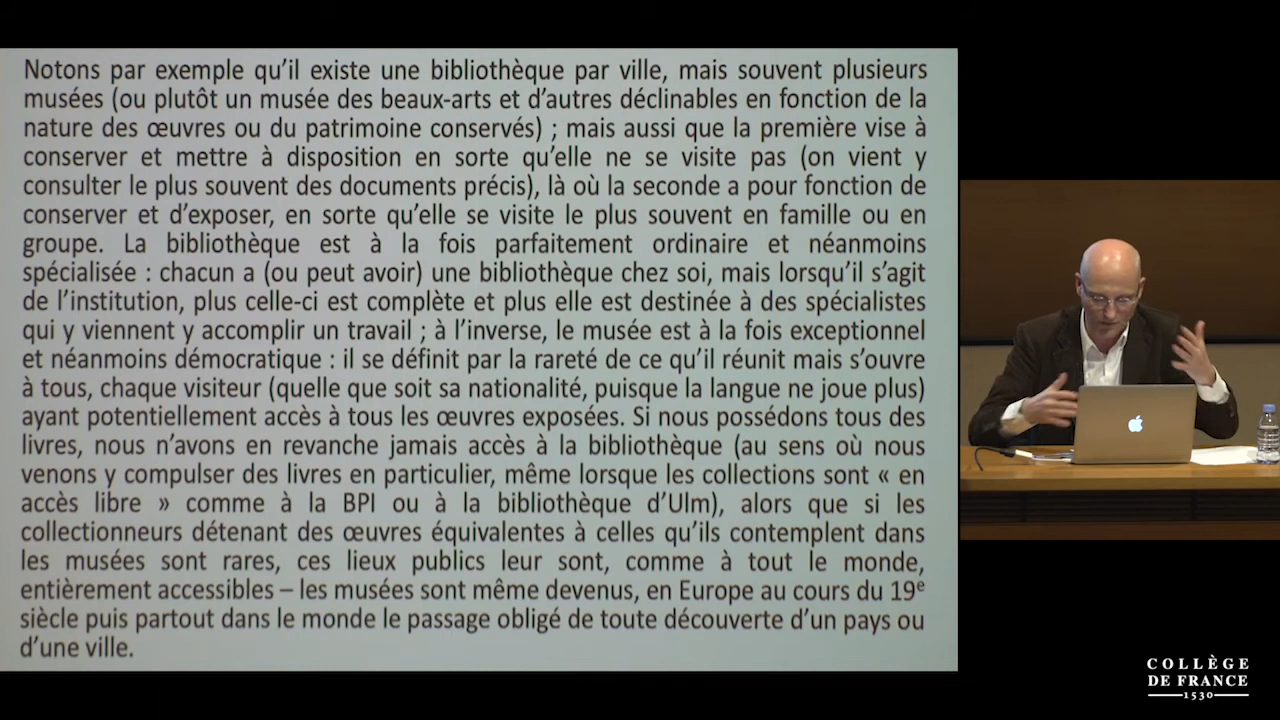 Notons par exemple qu’il existe une bibliothèque par ville, mais souvent plusieurs
musées (ou plutôt un musée des beaux-arts et d’autres déclinables en fonction de la
nature des œuvres ou du patrimoine conservés) ; mais aussi que la première vise à
conserver et mettre à disposition en sorte qu’elle ne se visite pas (on vient y
consulter le plus souvent des documents précis), là où la seconde a pour fonction de
conserver et d’exposer, en sorte qu’elle se visite le plus souvent en famille ou en
groupe. La bibliothèque est à la fois parfaitement ordinaire et néanmoins
spécialisée : chacun a (ou peut avoir) une bibliothèque chez soi, mais lorsqu’il s’agit
de l’institution, plus celle-ci est complète et plus elle est destinée à des spécialistes
qui y viennent y accomplir un travail ; à l’inverse, le musée est à la fois exceptionnel
et néanmoins démocratique : il se définit par la rareté de ce qu’il réunit mais s’ouvre
à tous, chaque visiteur (quelle que soit sa nationalité, puisque la langue ne joue plus)
ayant potentiellement accès à tous les œuvres exposées. Si nous possédons tous des
livres, nous n’avons en revanche jamais accès à la bibliothèque (au sens où nous
venons y compulser des livres en particulier, même lorsque les collections sont « en
accès libre » comme à la BPI ou à la bibliothèque d’Ulm), alors que si les
collectionneurs détenant des œuvres équivalentes à celles qu’ils contemplent dans
les musées sont rares, ces lieux publics leur sont, comme à tout le monde,
entièrement accessibles – les musées sont même devenus, en Europe au cours du 19e
siècle puis partout dans le monde le passage obligé de toute découverte d’un pays ou
d’une ville.
COLLÈGE
DE FRANCE
1530